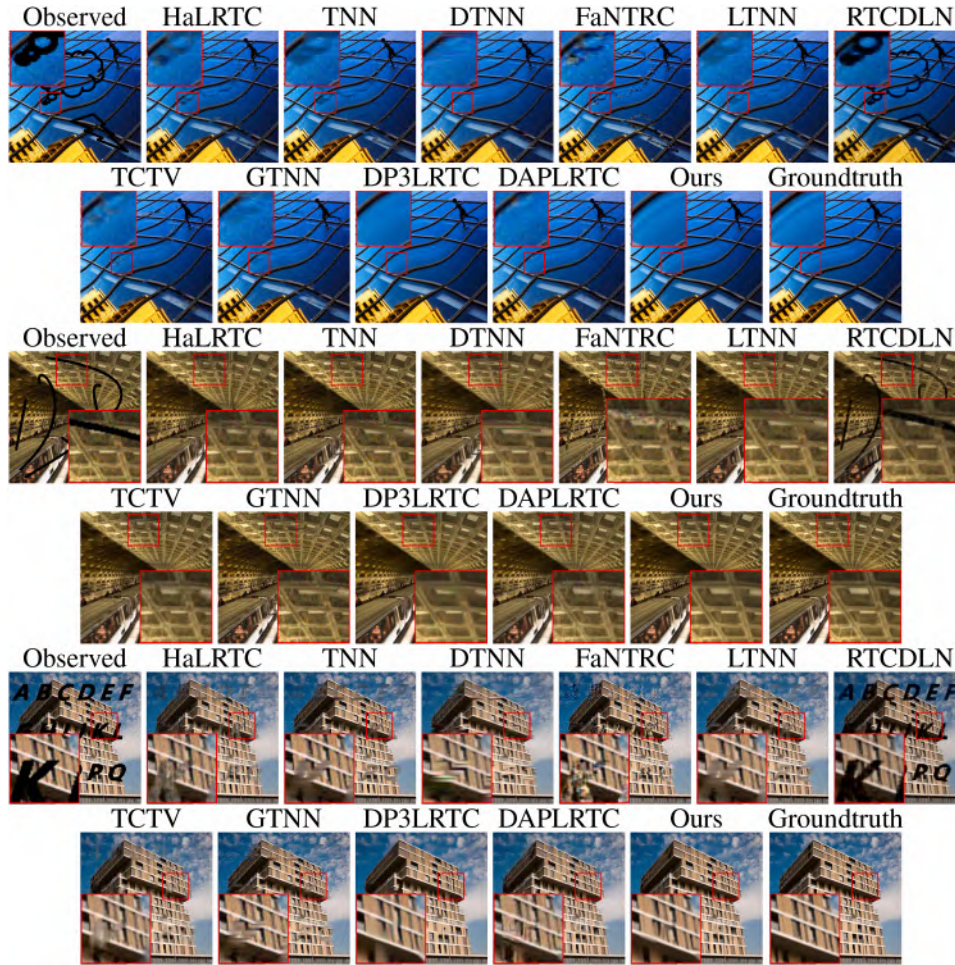 Observed HaLRTC TNN DTNN FaNTRC LTNN RTCDLN
TCTV GTNN DP3LRTC DAPLRTC Ours Groundtruth
Observed HaLRTC TNN DTNN FaNTRC LTNN RTCDLN
TCTV GTNN DP3LRTC DAPLRTC Ours Groundtruth
Observed HaLRTC TNN DTNN FaNTRC LTNN RTCDLN
A B C D E F
K L
K P Q
A B C D E F
K L
K P Q
TCTV GTNN DP3LRTC DAPLRTC Ours Groundtruth